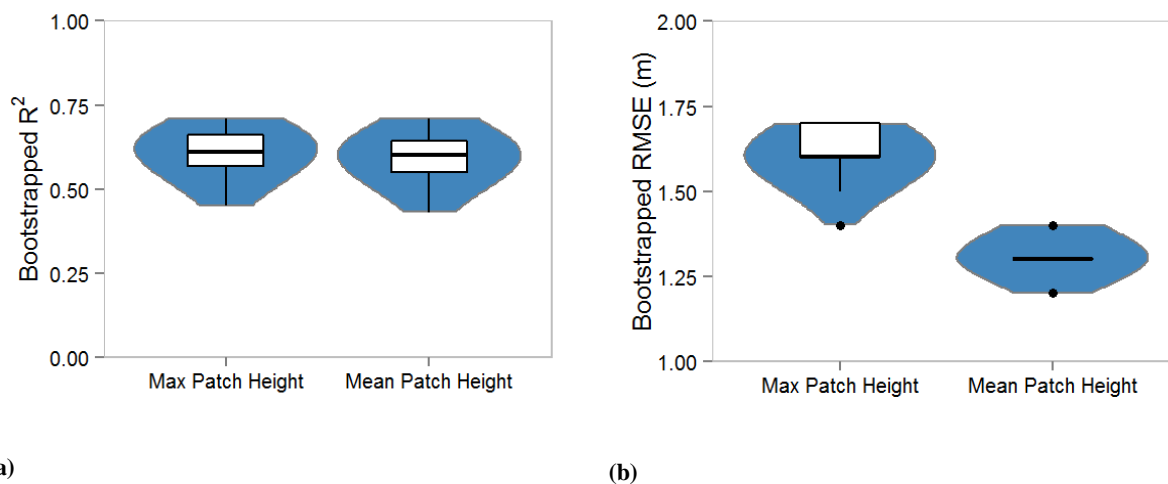 1.00
0.75
0.50
0.25
0.00
Bootstrapped R²
Max Patch Height Mean Patch Height
a)
2.00
1.75
1.50
1.25
1.00
Bootstrapped RMSE (m)
Max Patch Height Mean Patch Height
(b)